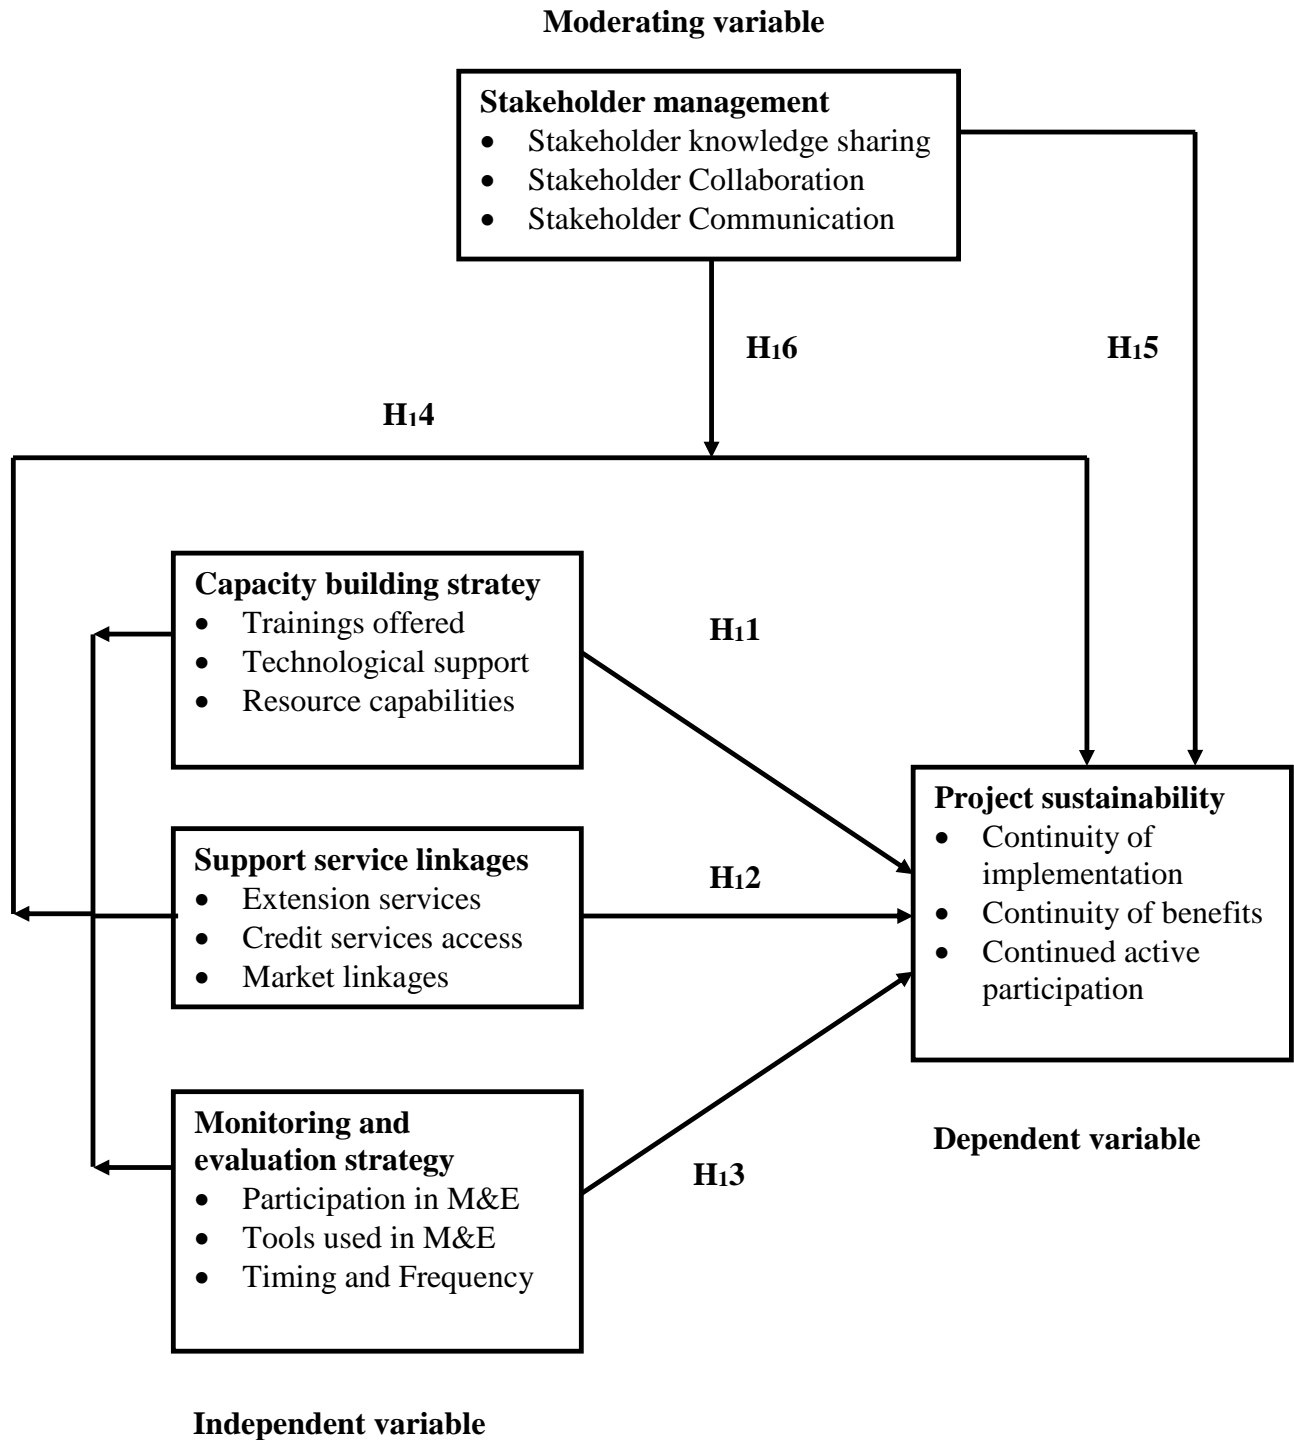 Moderating variable
Stakeholder management
• Stakeholder knowledge sharing
• Stakeholder Collaboration
• Stakeholder Communication
H₁6
H₁5
H₁4
Capacity building stratey
• Trainings offered
• Technological support
• Resource capabilities
H₁1
Support service linkages
• Extension services
• Credit services access
• Market linkages
H₁2
Project sustainability
• Continuity of
implementation
• Continuity of benefits
• Continued active
participation
Monitoring and
evaluation strategy
• Participation in M&E
• Tools used in M&E
• Timing and Frequency
H₁3
Dependent variable
Independent variable